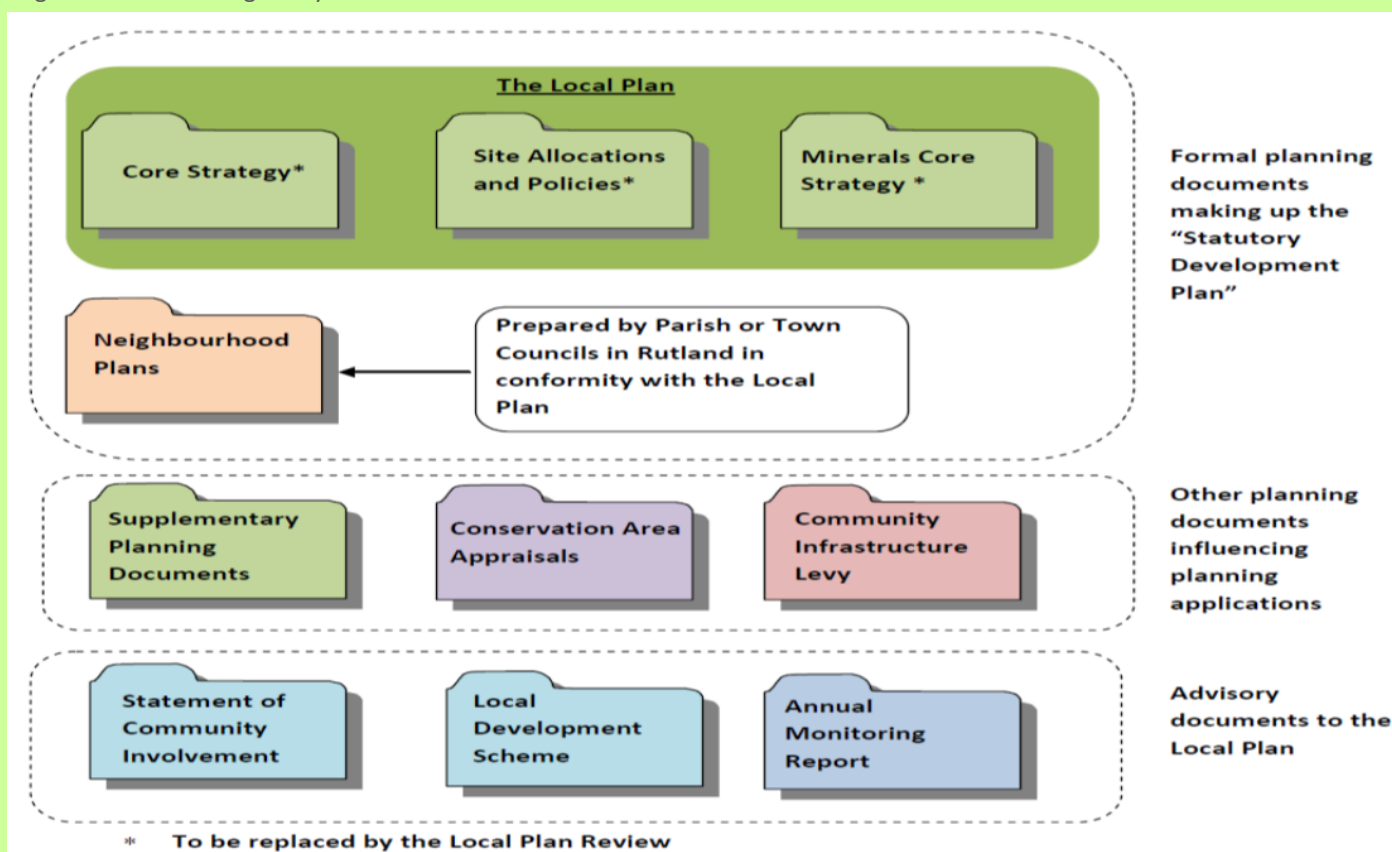 The Local Plan
Core Strategy*
Site Allocations
and Policies*
Minerals Core
Strategy *
Formal planning
documents
making up the
“Statutory
Development
Plan”
Neighbourhood
Plans
Prepared by Parish or Town
Councils in Rutland in
conformity with the Local
Plan
Supplementary
Planning
Documents
Conservation Area
Appraisals
Community
Infrastructure
Levy
Other planning
documents
influencing
planning
applications
Statement of
Community
Involvement
Local
Development
Scheme
Annual
Monitoring
Report
Advisory
documents to the
Local Plan
* To be replaced by the Local Plan Review